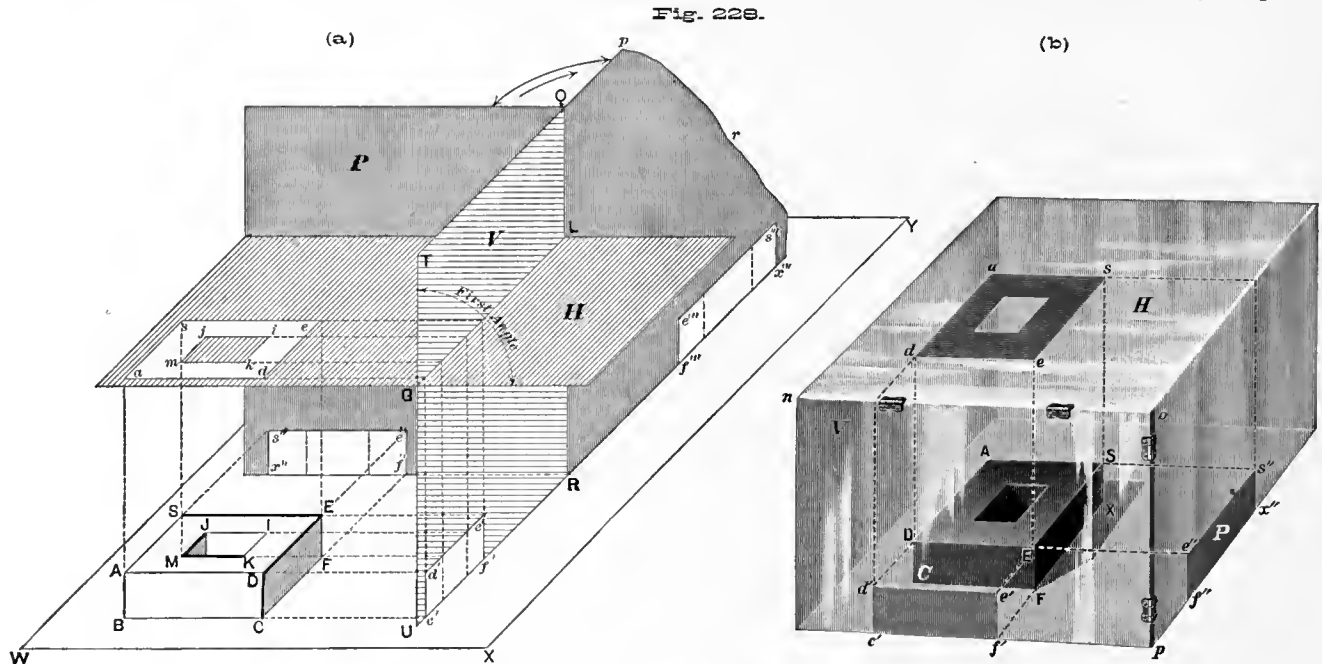 Fig. 228.
(a)
(b)
p
O
r
P
V
T
L
Y
s'''
x'''
H
First Angle
e'''
f'''
s
j
i
e
m
k
d
a
G
s''
e''
x''
f''
R
S
E
J
I
M
K
A
D
F
e'
d'
f'
B
C
U
c'
W
X
a
s
H
d
e
n
o
l
A
S
s''
X
x''
D
E
e''
P
C
d'
e'
F
f''
c'
f'
p